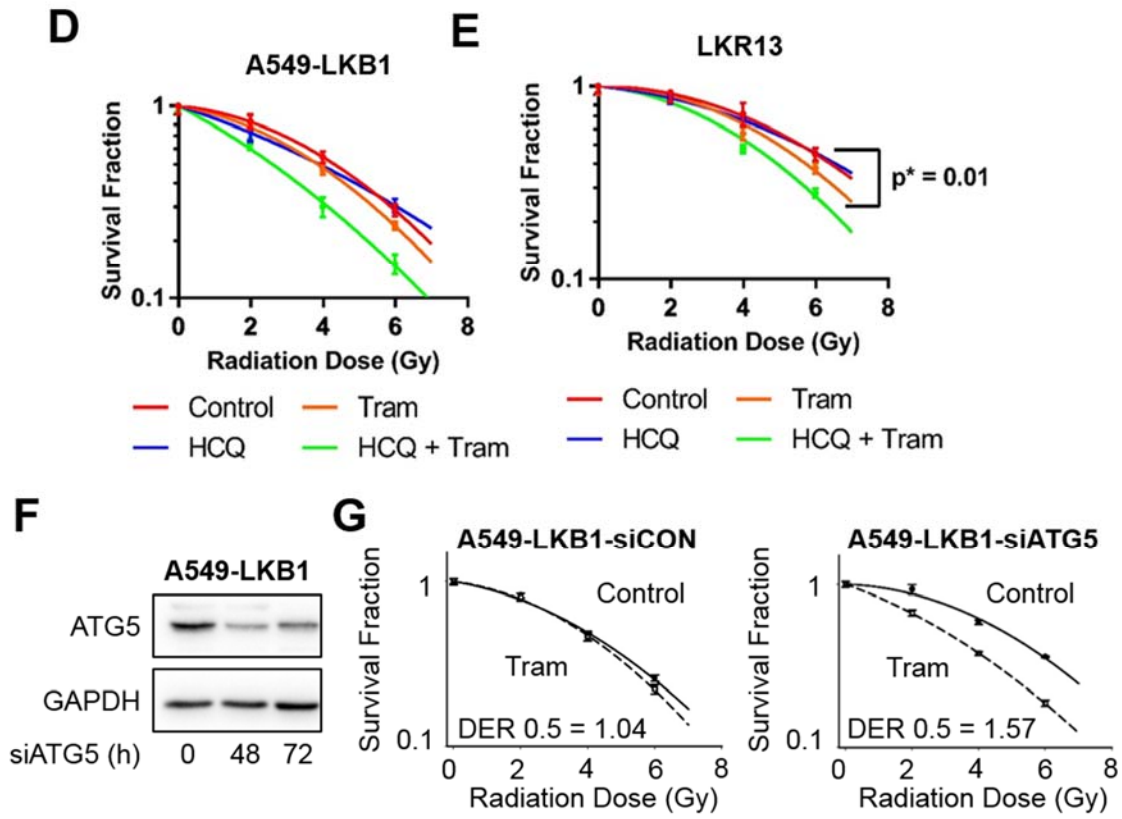 D
A549-LKB1
Survival Fraction
1
0.1
0 2 4 6 8
Radiation Dose (Gy)
Control Tram
HCQ HCQ + Tram
E
LKR13
Survival Fraction
1
0.1
p* = 0.01
0 2 4 6 8
Radiation Dose (Gy)
Control Tram
HCQ HCQ + Tram
F
A549-LKB1
ATG5
GAPDH
siATG5 (h) 0 48 72
G
A549-LKB1-siCON
Survival Fraction
1
0.1
Control
Tram
DER 0.5 = 1.04
0 2 4 6 8
Radiation Dose (Gy)
A549-LKB1-siATG5
Survival Fraction
1
0.1
Control
Tram
DER 0.5 = 1.57
0 2 4 6 8
Radiation Dose (Gy)